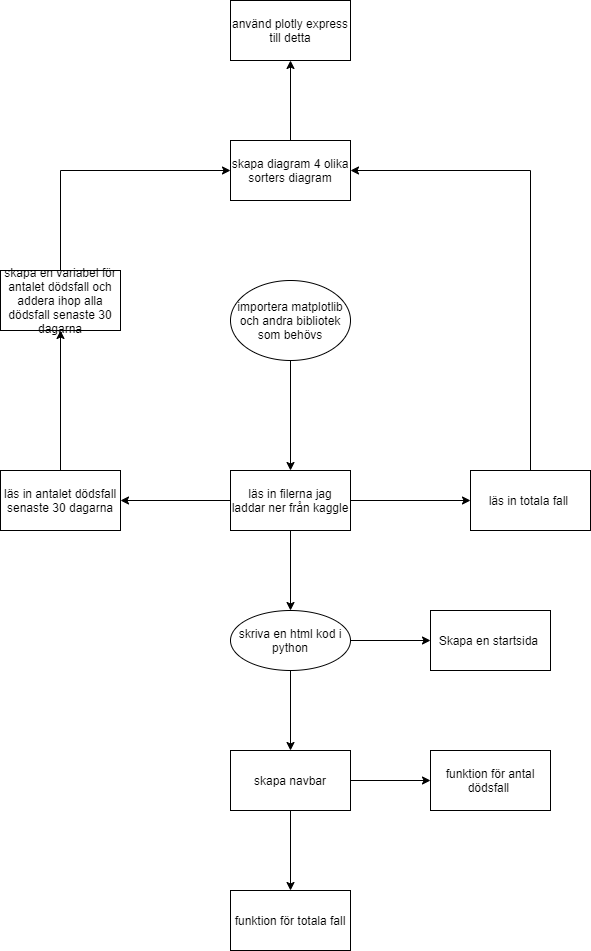 använd plotly express
till detta
skapa diagram 4 olika
sorters diagram
skapa en variabel för
antalet dödsfall och
addera ihop alla
dödsfall senaste 30
dagarna
importera matplotlib
och andra bibliotek
som behövs
läs in antalet dödsfall
senaste 30 dagarna
läs in filerna jag
laddar ner från kaggle
läs in totala fall
skriva en html kod i
python
Skapa en startsida
skapa navbar
funktion för antal
dödsfall
funktion för totala fall